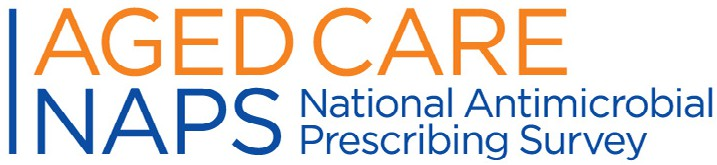 AGED CARE
NAPS National Antimicrobial
Prescribing Survey